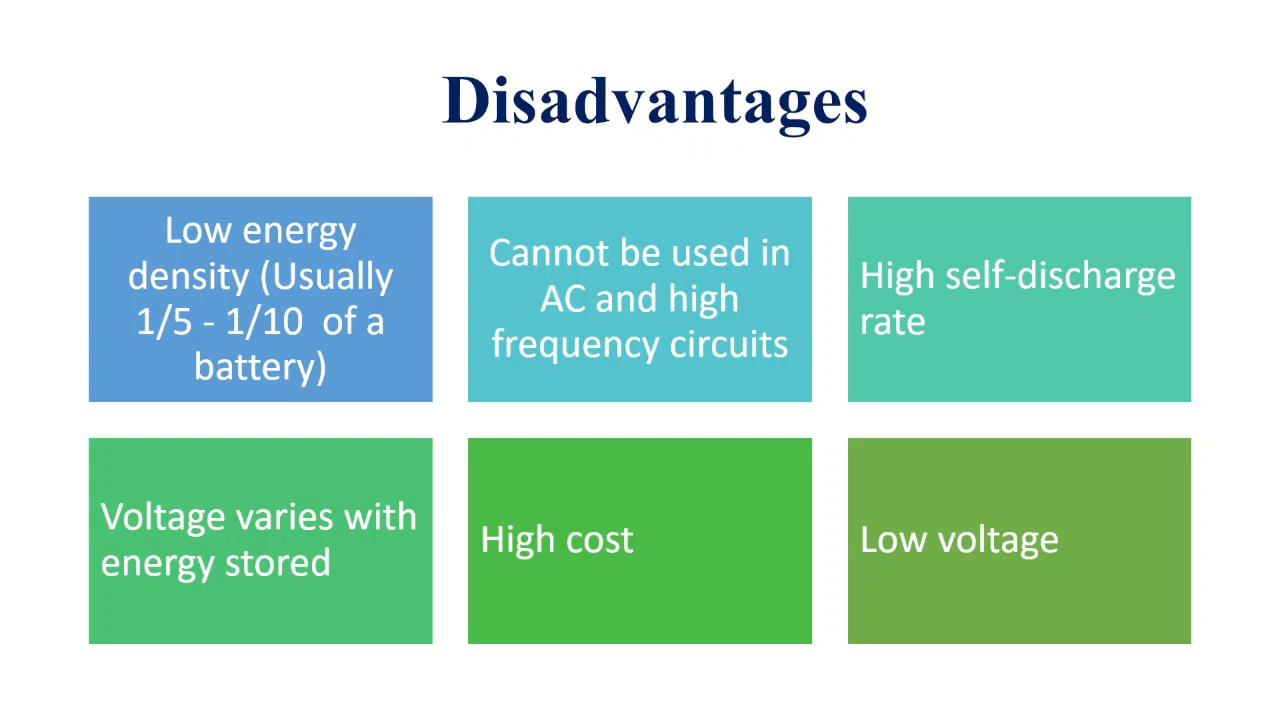 Disadvantages
Low energy
density (Usually
1/5 - 1/10  of a
battery)
Cannot be used in
AC and high
frequency circuits
High self-discharge
rate
Voltage varies with
energy stored
High cost
Low voltage